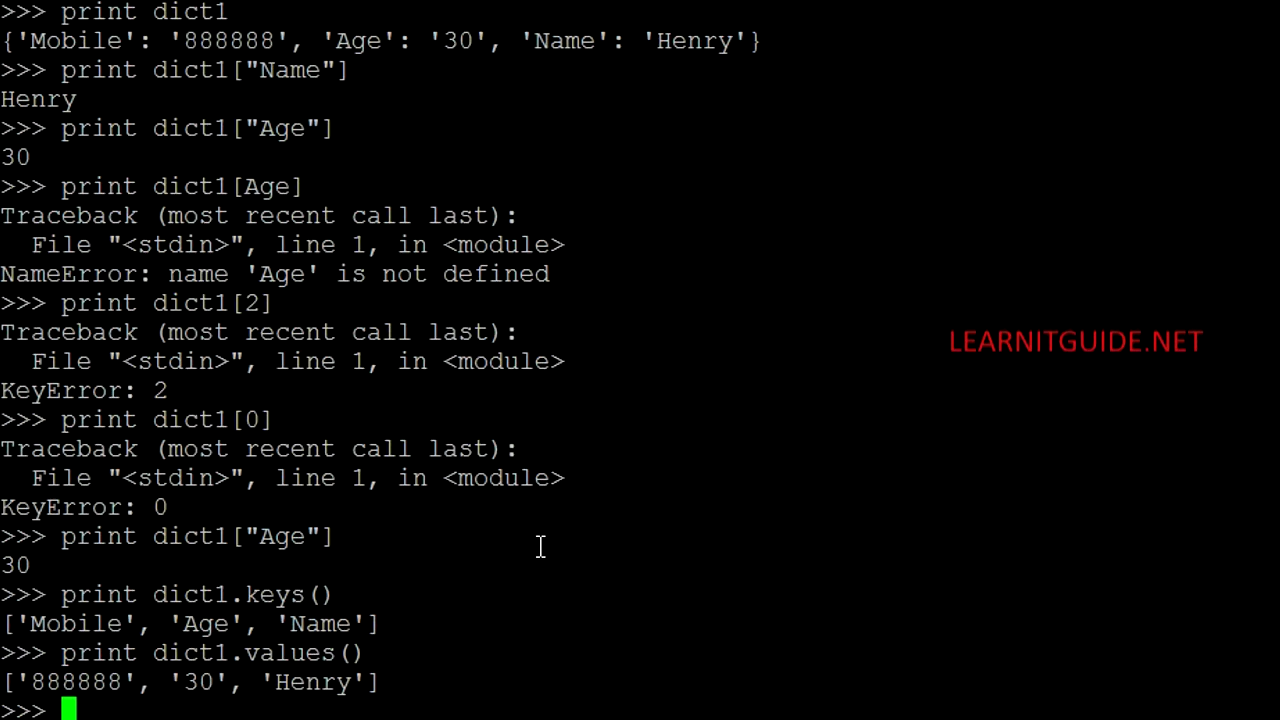 >>> print dict1
{'Mobile': '888888', 'Age': '30', 'Name': 'Henry'}
>>> print dict1["Name"]
Henry
>>> print dict1["Age"]
30
>>> print dict1[Age]
Traceback (most recent call last):
  File "<stdin>", line 1, in <module>
NameError: name 'Age' is not defined
>>> print dict1[2]
Traceback (most recent call last):
  File "<stdin>", line 1, in <module>
KeyError: 2
>>> print dict1[0]
Traceback (most recent call last):
  File "<stdin>", line 1, in <module>
KeyError: 0
>>> print dict1["Age"]
30
>>> print dict1.keys()
['Mobile', 'Age', 'Name']
>>> print dict1.values()
['888888', '30', 'Henry']
>>>
LEARNITGUIDE.NET